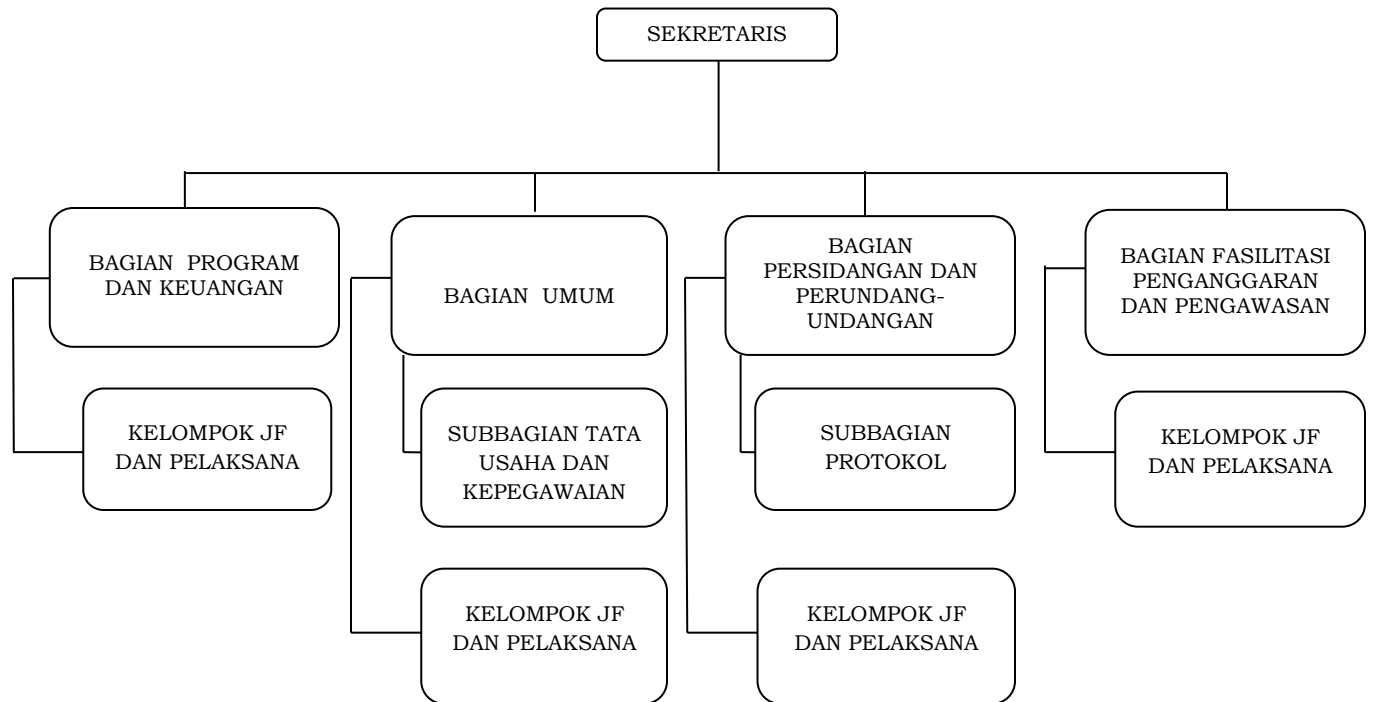 SEKRETARIS
BAGIAN PROGRAM
DAN KEUANGAN
BAGIAN UMUM
BAGIAN
PERSIDANGAN DAN
PERUNDANG-
UNDANGAN
BAGIAN FASILITASI
PENGANGGARAN
DAN PENGAWASAN
KELOMPOK JF
DAN PELAKSANA
SUBBAGIAN TATA
USAHA DAN
KEPEGAWAIAN
SUBBAGIAN
PROTOKOL
KELOMPOK JF
DAN PELAKSANA
KELOMPOK JF
DAN PELAKSANA
KELOMPOK JF
DAN PELAKSANA